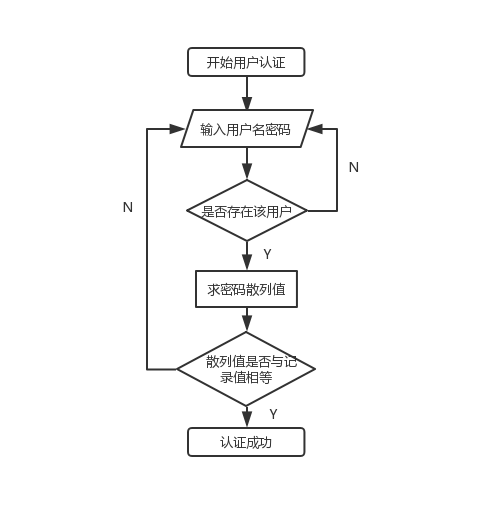 开始用户认证
输入用户名密码
N
N
是否存在该用户
Y
求密码散列值
散列值是否与记
录值相等
Y
认证成功